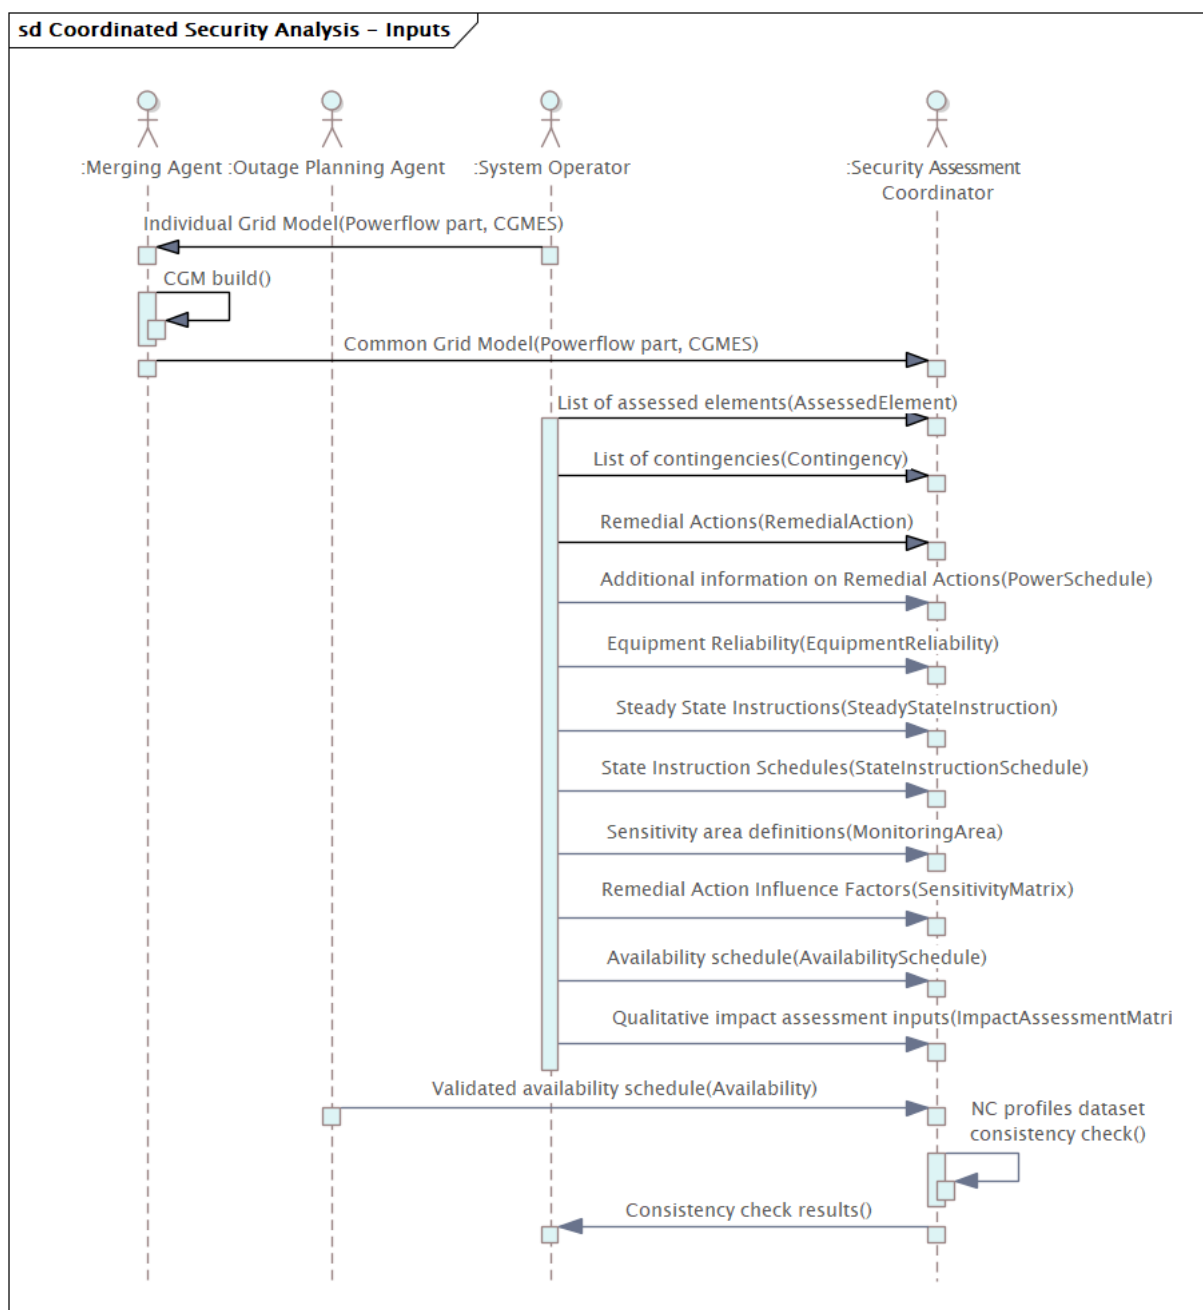 sd Coordinated Security Analysis – Inputs
:Merging Agent :Outage Planning Agent :System Operator :Security Assessment
Coordinator
Individual Grid Model(Powerflow part, CGMES)
CGM build()
Common Grid Model(Powerflow part, CGMES)
List of assessed elements(AssessedElement)
List of contingencies(Contingency)
Remedial Actions(RemedialAction)
Additional information on Remedial Actions(PowerSchedule)
Equipment Reliability(EquipmentReliability)
Steady State Instructions(SteadyStateInstruction)
State Instruction Schedules(StateInstructionSchedule)
Sensitivity area definitions(MonitoringArea)
Remedial Action Influence Factors(SensitivityMatrix)
Availability schedule(AvailabilitySchedule)
Qualitative impact assessment inputs(ImpactAssessmentMatri
Validated availability schedule(Availability)
NC profiles dataset
consistency check()
Consistency check results()